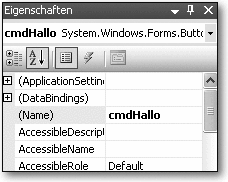 Eigenschaften
cmdHallo System.Windows.Forms.Butto
(ApplicationSettin
(DataBindings)
(Name) cmdHallo
AccessibleDescript
AccessibleName
AccessibleRole Default